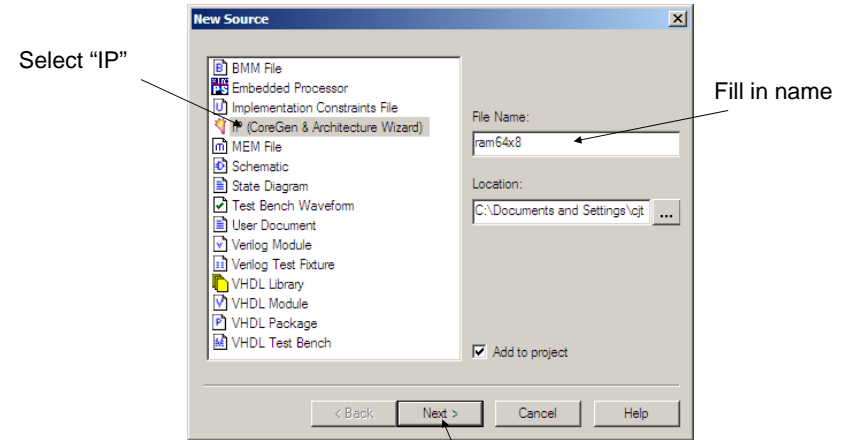 New Source
Select “IP”
BMM File
Embedded Processor
Implementation Constraints File
IP (CoreGen & Architecture Wizard)
MEM File
Schematic
State Diagram
Test Bench Waveform
User Document
Verilog Module
Verilog Test Fixture
VHDL Library
VHDL Module
VHDL Package
VHDL Test Bench
Fill in name
File Name:
ram64x8
Location:
C:\Documents and Settings\cjt
...
Add to project
< Back
Next >
Cancel
Help